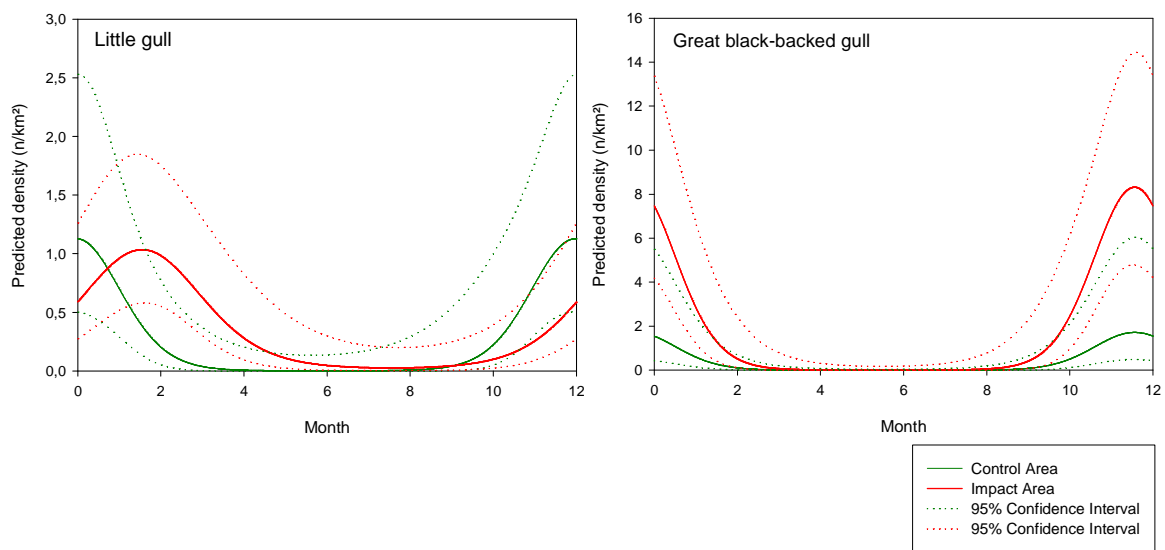 Little gull
Predicted density (n/km²)
3,0
2,5
2,0
1,5
1,0
0,5
0,0
0 2 4 6 8 10 12
Month
Great black-backed gull
Predicted density (n/km²)
16
14
12
10
8
6
4
2
0
0 2 4 6 8 10 12
Month
Control Area
Impact Area
95% Confidence Interval
95% Confidence Interval